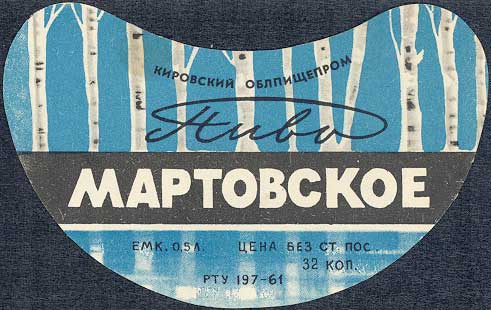 КИРОВСКИЙ ОБЛПИЩЕПРОМ
Пиво
МАРТОВСКОЕ
ЕМК. 0,5 Л. ЦЕНА БЕЗ СТ. ПОС.
32 КОП.
РТУ 197-61